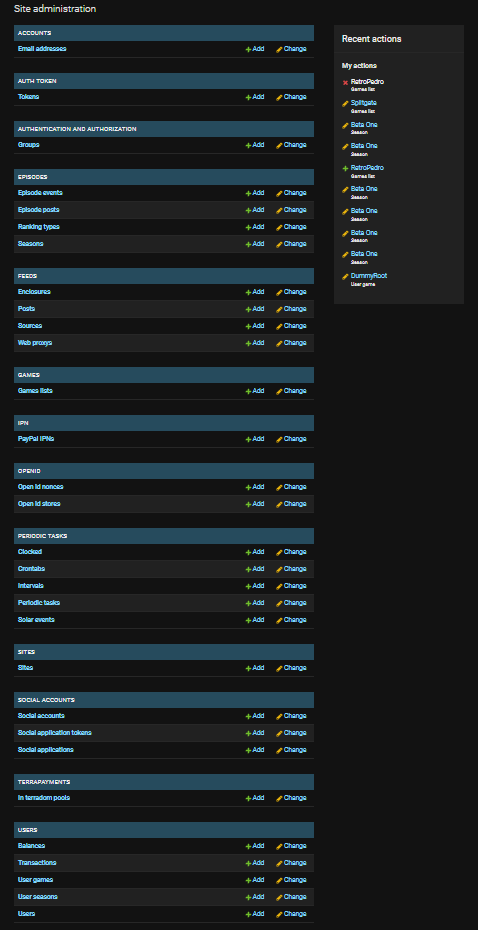 Site administration
ACCOUNTS
Email addresses Add Change
AUTH TOKEN
Tokens Add Change
AUTHENTICATION AND AUTHORIZATION
Groups Add Change
EPISODES
Episode events Add Change
Episode posts Add Change
Ranking types Add Change
Seasons Add Change
FEEDS
Enclosures Add Change
Posts Add Change
Sources Add Change
Web proxys Add Change
GAMES
Games lists Add Change
IPN
PayPal IPNs Add Change
OPENID
Open id nonces Add Change
Open id stores Add Change
PERIODIC TASKS
Clocked Add Change
Crontabs Add Change
Intervals Add Change
Periodic tasks Add Change
Solar events Add Change
SITES
Sites Add Change
SOCIAL ACCOUNTS
Social accounts Add Change
Social application tokens Add Change
Social applications Add Change
TERRAPAYMENTS
In terradom pools Add Change
USERS
Balances Add Change
Transactions Add Change
User games Add Change
User seasons Add Change
Users Add Change
Recent actions
My actions
RetroPedro
Games list
Splitgate
Games list
Beta One
Season
Beta One
Season
RetroPedro
Games list
Beta One
Season
Beta One
Season
Beta One
Season
Beta One
Season
DummyRoot
User game